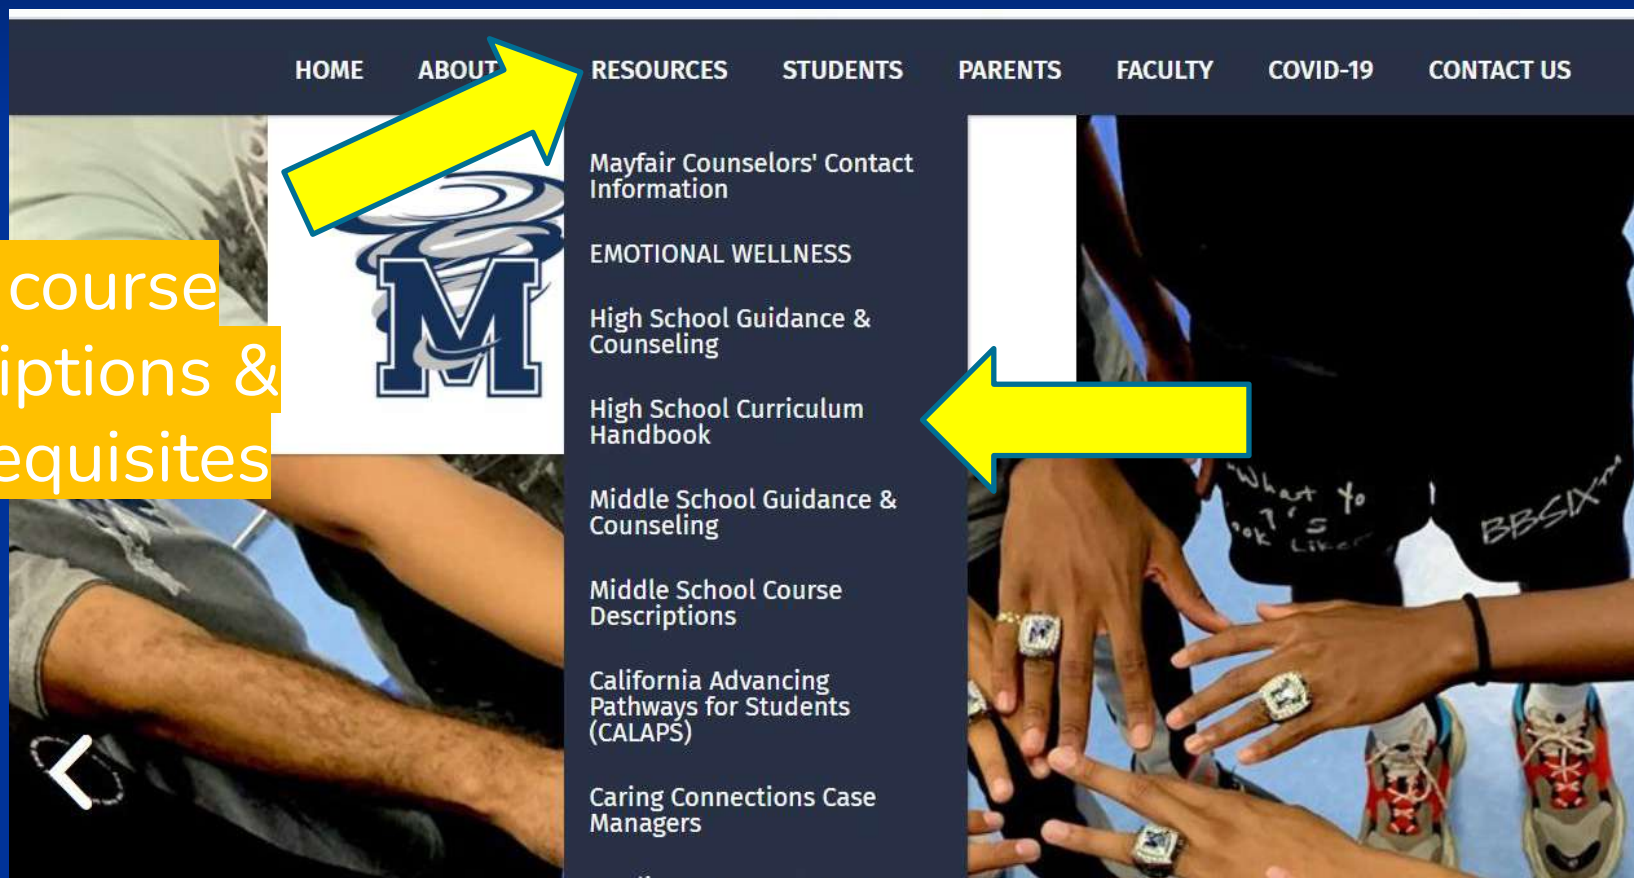 HOME ABOUT RESOURCES STUDENTS PARENTS FACULTY COVID-19 CONTACT US
Mayfair Counselors' Contact
Information
EMOTIONAL WELLNESS
High School Guidance &
Counseling
High School Curriculum
Handbook
Middle School Guidance &
Counseling
Middle School Course
Descriptions
California Advancing
Pathways for Students
(CALAPS)
Caring Connections Case
Managers
course
iptions &
equisites
M
"What Yo
BBSIX"